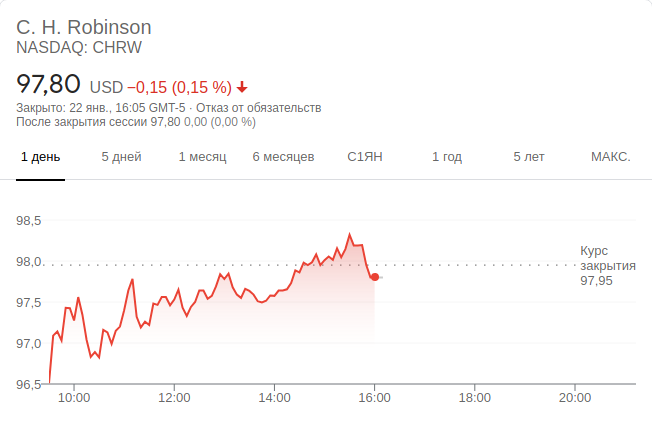 C. H. Robinson
NASDAQ: CHRW
97,80 USD −0,15 (0,15 %)
Закрыто: 22 янв., 16:05 GMT-5 · Отказ от обязательств
После закрытия сессии 97,80 0,00 (0,00 %)
1 день 5 дней 1 месяц 6 месяцев С1ЯН 1 год 5 лет МАКС.
98,5
98,0
97,5
97,0
96,5
Курс
закрытия
97,95
10:00 12:00 14:00 16:00 18:00 20:00